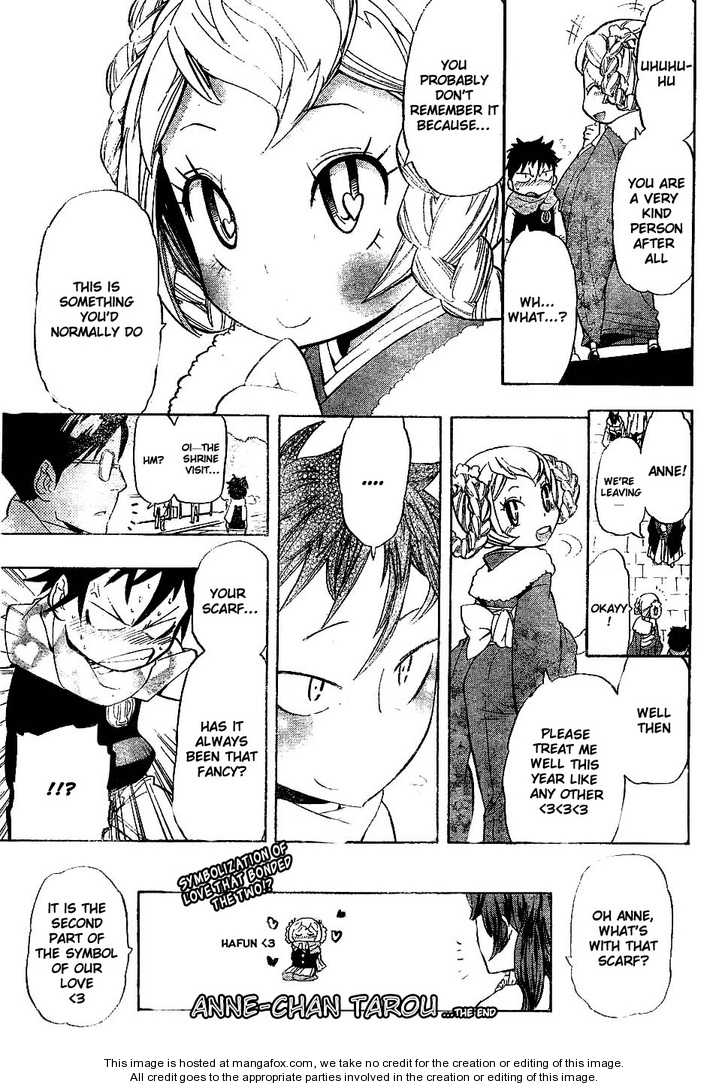 UHUHU-
HU
YOU ARE
A VERY
KIND
PERSON
AFTER
ALL
WH...
WHAT...?
YOU
PROBABLY
DON'T
REMEMBER IT
BECAUSE...
THIS IS
SOMETHING
YOU'D
NORMALLY DO
ANNE!
WE'RE
LEAVING
—
OKAYY
!
WELL
THEN
PLEASE
TREAT ME
WELL THIS
YEAR LIKE
ANY OTHER
<3<3<3
....
OI—THE
SHRINE
VISIT...
HM?
YOUR
SCARF...
HAS IT
ALWAYS
BEEN THAT
FANCY?
!!?
SYMBOLIZATION OF
LOVE THAT BONDED
THE TWO!?
OH ANNE,
WHAT'S
WITH THAT
SCARF?
HAFUN <3
IT IS THE
SECOND
PART OF
THE SYMBOL
OF OUR
LOVE
<3
ANNE-CHAN TAROU ...THE END
This image is hosted at mangafox.com, we take no credit for the creation or editing of this image.
All credit goes to the appropriate parties involved in the creation or editing of this image.